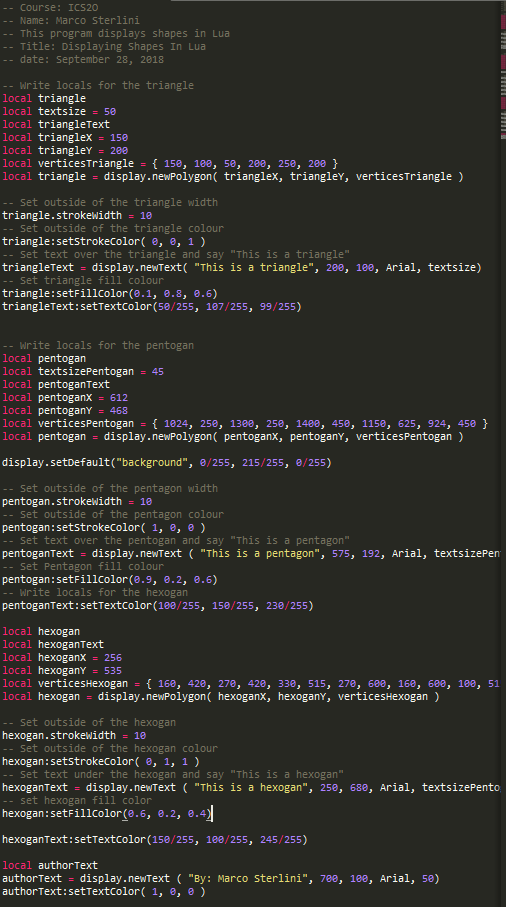 -- Course: ICS2O
-- Name: Marco Sterlini
-- This program displays shapes in Lua
-- Title: Displaying Shapes In Lua
-- date: September 28, 2018
-- Write locals for the triangle
local triangle
local textsize = 50
local triangleText
local triangleX = 150
local triangleY = 200
local verticesTriangle = { 150, 100, 50, 200, 250, 200 }
local triangle = display.newPolygon( triangleX, triangleY, verticesTriangle )
-- Set outside of the triangle width
triangle.strokeWidth = 10
-- Set outside of the triangle colour
triangle:setStrokeColor( 0, 0, 1 )
-- Set text over the triangle and say "This is a triangle"
triangleText = display.newText( "This is a triangle", 200, 100, Arial, textsize)
-- Set triangle fill colour
triangle:setFillColor(0.1, 0.8, 0.6)
triangleText:setTextColor(50/255, 107/255, 99/255)
-- Write locals for the pentogan
local pentogan
local textsizePentogan = 45
local pentoganText
local pentoganX = 612
local pentoganY = 468
local verticesPentogan = { 1024, 250, 1300, 250, 1400, 450, 1150, 625, 924, 450 }
local pentogan = display.newPolygon( pentoganX, pentoganY, verticesPentogan )
display.setDefault("background", 0/255, 215/255, 0/255)
-- Set outside of the pentagon width
pentogan.strokeWidth = 10
-- Set outside of the pentagon colour
pentogan:setStrokeColor( 1, 0, 0 )
-- Set text over the pentogan and say "This is a pentagon"
pentoganText = display.newText ( "This is a pentagon", 575, 192, Arial, textsizePen
-- Set Pentagon fill colour
pentogan:setFillColor(0.9, 0.2, 0.6)
-- Write locals for the hexogan
pentoganText:setTextColor(100/255, 150/255, 230/255)
local hexogan
local hexoganText
local hexoganX = 256
local hexoganY = 535
local verticesHexogan = { 160, 420, 270, 420, 330, 515, 270, 600, 160, 600, 100, 51
local hexogan = display.newPolygon( hexoganX, hexoganY, verticesHexogan )
-- Set outside of the hexogan
hexogan.strokeWidth = 10
-- Set outside of the hexogan colour
hexogan:setStrokeColor( 0, 1, 1 )
-- Set text under the hexogan and say "This is a hexogan"
hexoganText = display.newText ( "This is a hexogan", 250, 680, Arial, textsizePento
-- set hexogan fill color
hexogan:setFillColor(0.6, 0.2, 0.4)
hexoganText:setTextColor(150/255, 100/255, 245/255)
local authorText
authorText = display.newText ( "By: Marco Sterlini", 700, 100, Arial, 50)
authorText:setTextColor( 1, 0, 0 )